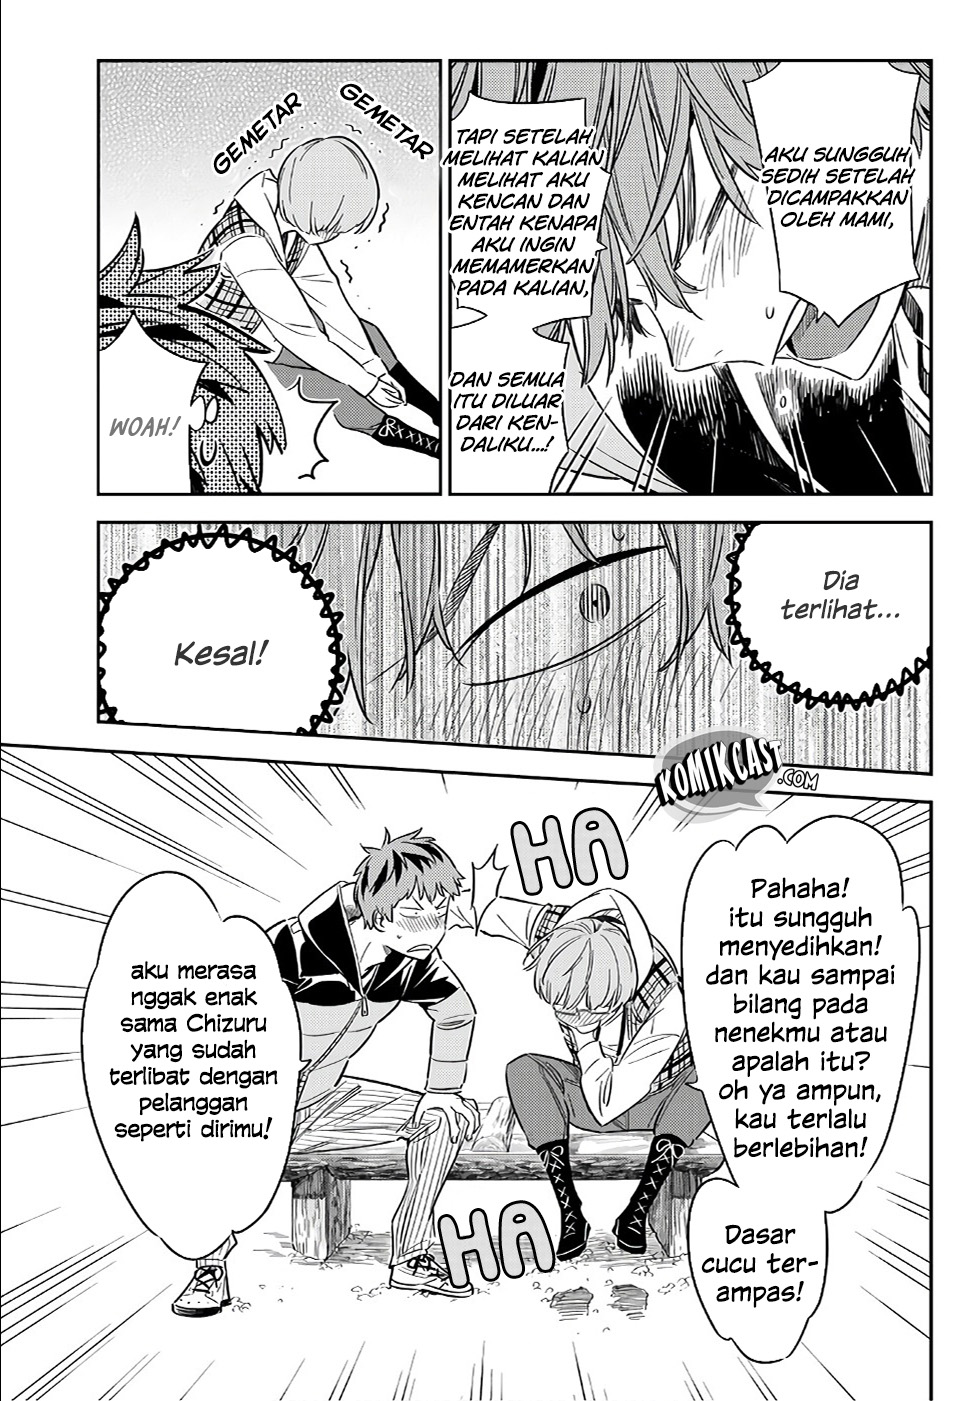 AKU SUNGGUH
SEDIH SETELAH
DICAMPAKKAN
OLEH MAMI,
TAPI SETELAH
MELIHAT KALIAN
MELIHAT AKU
KENCAN DAN
ENTAH KENAPA
AKU INGIN
MEMAMERKAN
PADA KALIAN,
DAN SEMUA
ITU DILUAR
DARI KEN-
DALIKU...!
GEMETAR
GEMETAR
WOAH!
Dia
terlihat...
Kesal!
KOMIKCAST
.COM
HA
Pahaha!
itu sungguh
menyedihkan!
dan kau sampai
bilang pada
nenekmu atau
apalah itu?
oh ya ampun,
kau terlalu
berlebihan!
Dasar
cucu ter-
ampas!
aku merasa
nggak enak
sama Chizuru
yang sudah
terlibat dengan
pelanggan
seperti dirimu!
HA